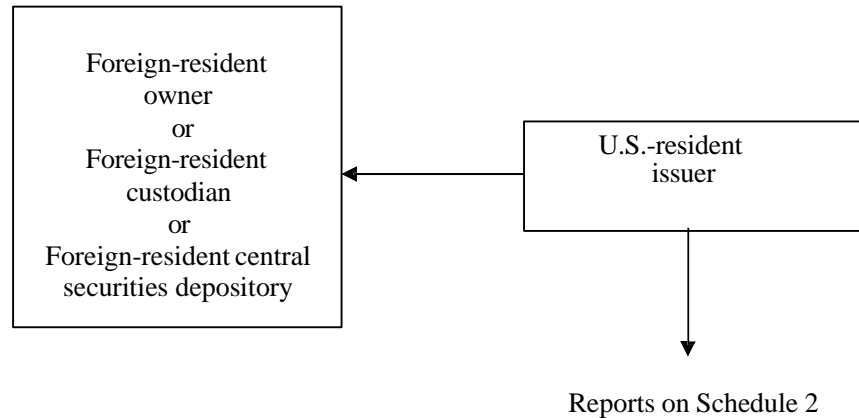 Foreign-resident
owner
or
Foreign-resident
custodian
or
Foreign-resident central
securities depository
U.S.-resident
issuer
Reports on Schedule 2